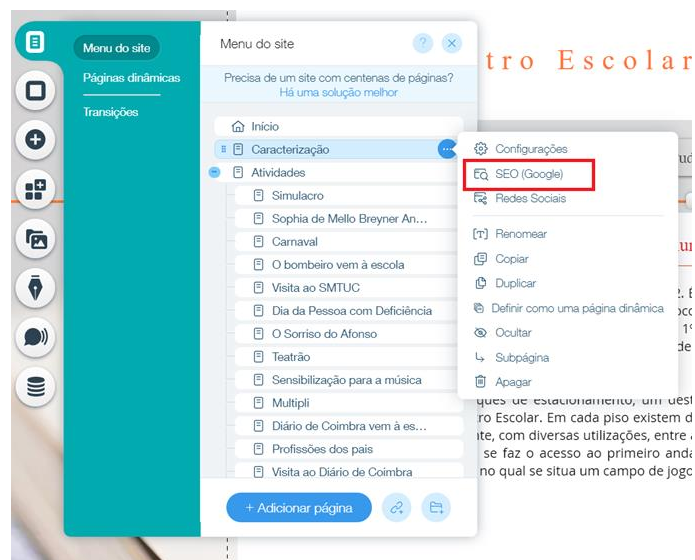 Menu do site
Páginas dinâmicas
Transições
Menu do site
?
Precisa de um site com centenas de páginas?
Há uma solução melhor
Início
Caracterização
Atividades
Simulacro
Sophia de Mello Breyner An...
Carnaval
O bombeiro vem à escola
Visita ao SMTUC
Dia da Pessoa com Deficiência
O Sorriso do Afonso
Teatrão
Sensibilização para a música
Multipli
Diário de Coimbra vem à es...
Profissões dos pais
Visita ao Diário de Coimbra
+ Adicionar página
Configurações
SEO (Google)
Redes Sociais
[T] Renomear
Copiar
Duplicar
Definir como uma página dinâmica
Ocultar
Subpágina
Apagar
tro Escolar
ques de estacionamento, um dest
ro Escolar. Em cada piso existem d
te, com diversas utilizações, entre
se faz o acesso ao primeiro anda
no qual se situa um campo de jogo